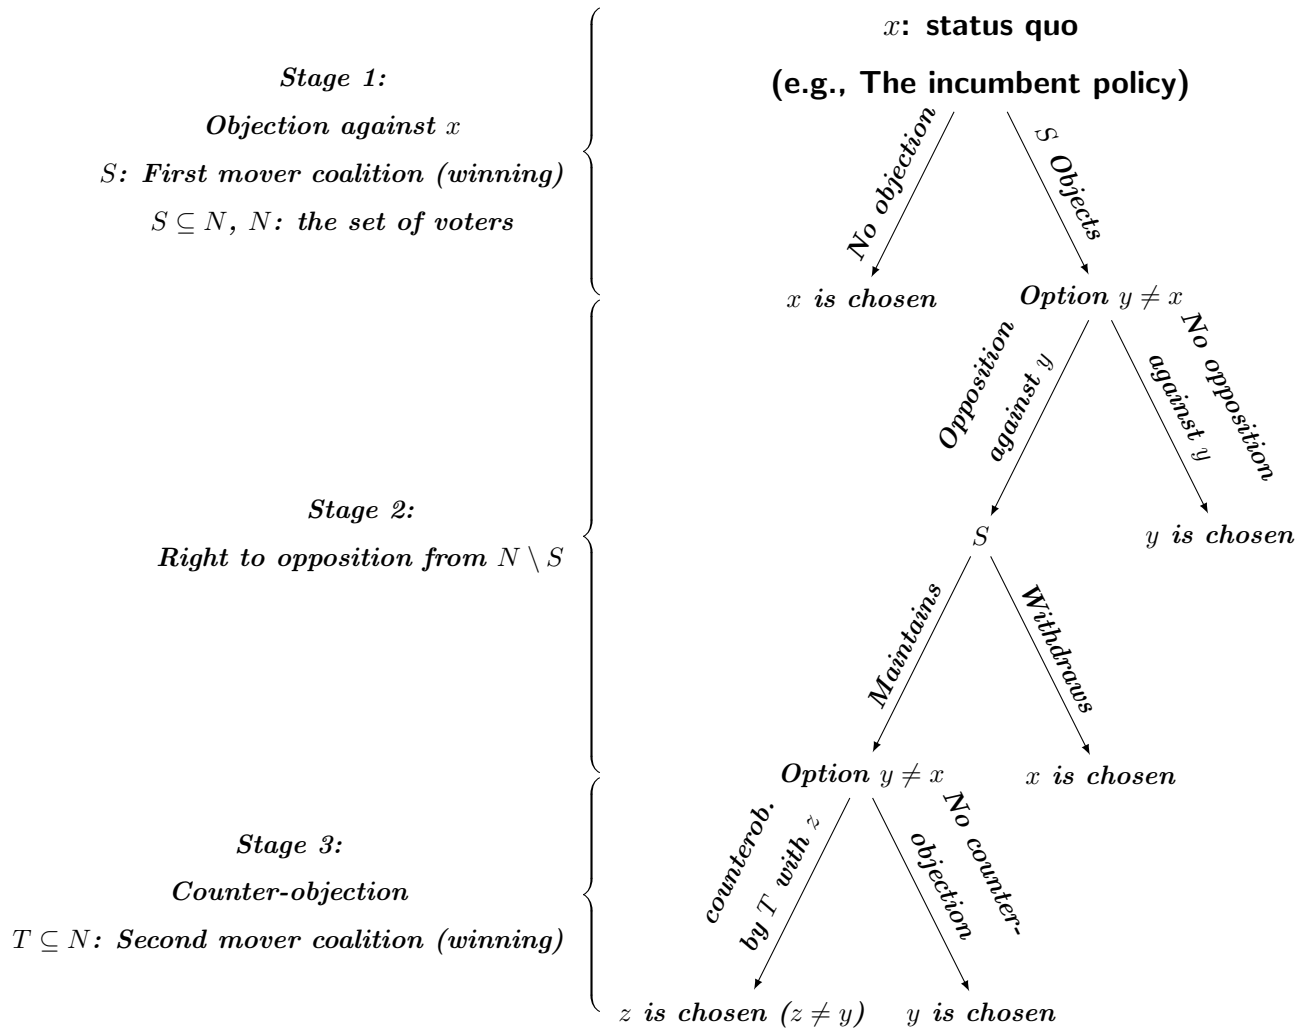 x: status quo
(e.g., The incumbent policy)
Stage 1:
Objection against x
S: First mover coalition (winning)
S ⊆ N, N: the set of voters
No objection
S Objects
x is chosen
Option y ≠ x
Opposition
against y
No opposition
against y
Stage 2:
Right to opposition from N \ S
S
y is chosen
Maintains
Withdraws
Option y ≠ x
x is chosen
Stage 3:
Counter-objection
T ⊆ N: Second mover coalition (winning)
counterob.
by T with z
No counter-
objection
z is chosen (z ≠ y)
y is chosen